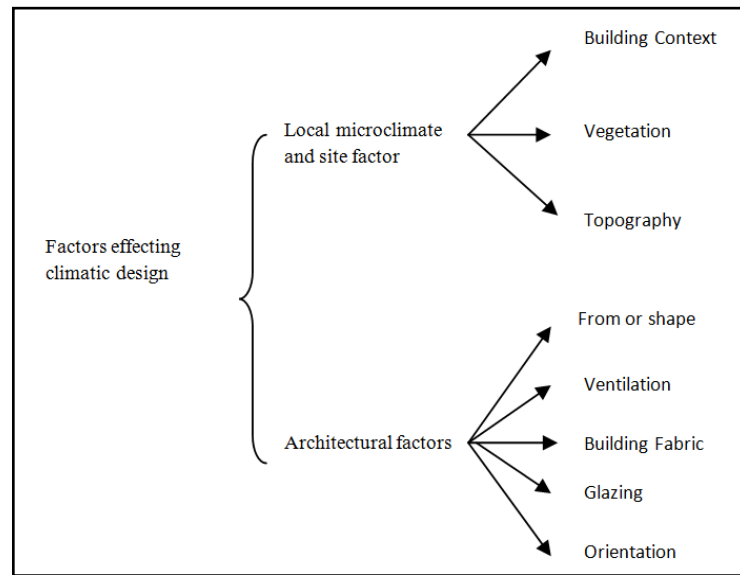 Factors effecting
climatic design
Local microclimate
and site factor
Building Context
Vegetation
Topography
Architectural factors
From or shape
Ventilation
Building Fabric
Glazing
Orientation